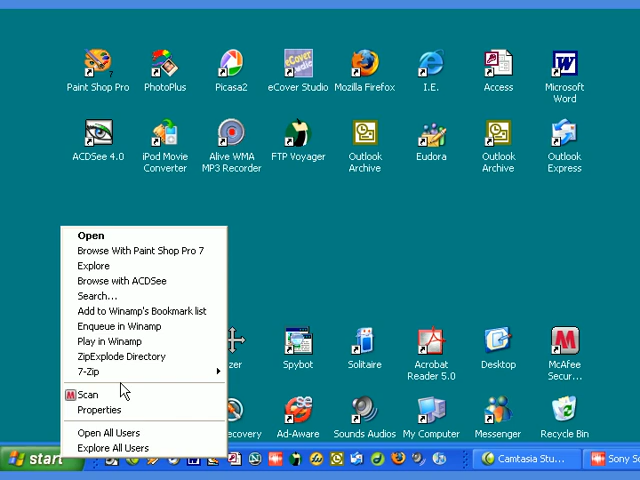 Paint Shop Pro PhotoPlus Picasa2 eCover Studio Mozilla Firefox I.E. Access Microsoft
Word
ACDSee 4.0 iPod Movie Alive WMA FTP Voyager Outlook Eudora Outlook Outlook
Converter MP3 Recorder Archive Archive Express
Open
Browse With Paint Shop Pro 7
Explore
Browse with ACDSee
Search...
Add to Winamp's Bookmark list
Enqueue in Winamp
Play in Winamp
ZipExplode Directory
7-Zip
Scan
Properties
Open All Users
Explore All Users
zer Spybot Solitaire Acrobat Desktop McAfee
Reader 5.0 Secur...
ecovery Ad-Aware Sounds Audios My Computer Messenger Recycle Bin
start Camtasia Stu... Sony So